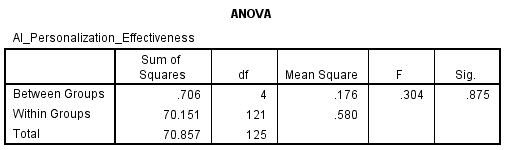 ANOVA
AI_Personalization_Effectiveness
Sum of Squares df Mean Square F Sig.
Between Groups .706 4 .176 .304 .875
Within Groups 70.151 121 .580
Total 70.857 125